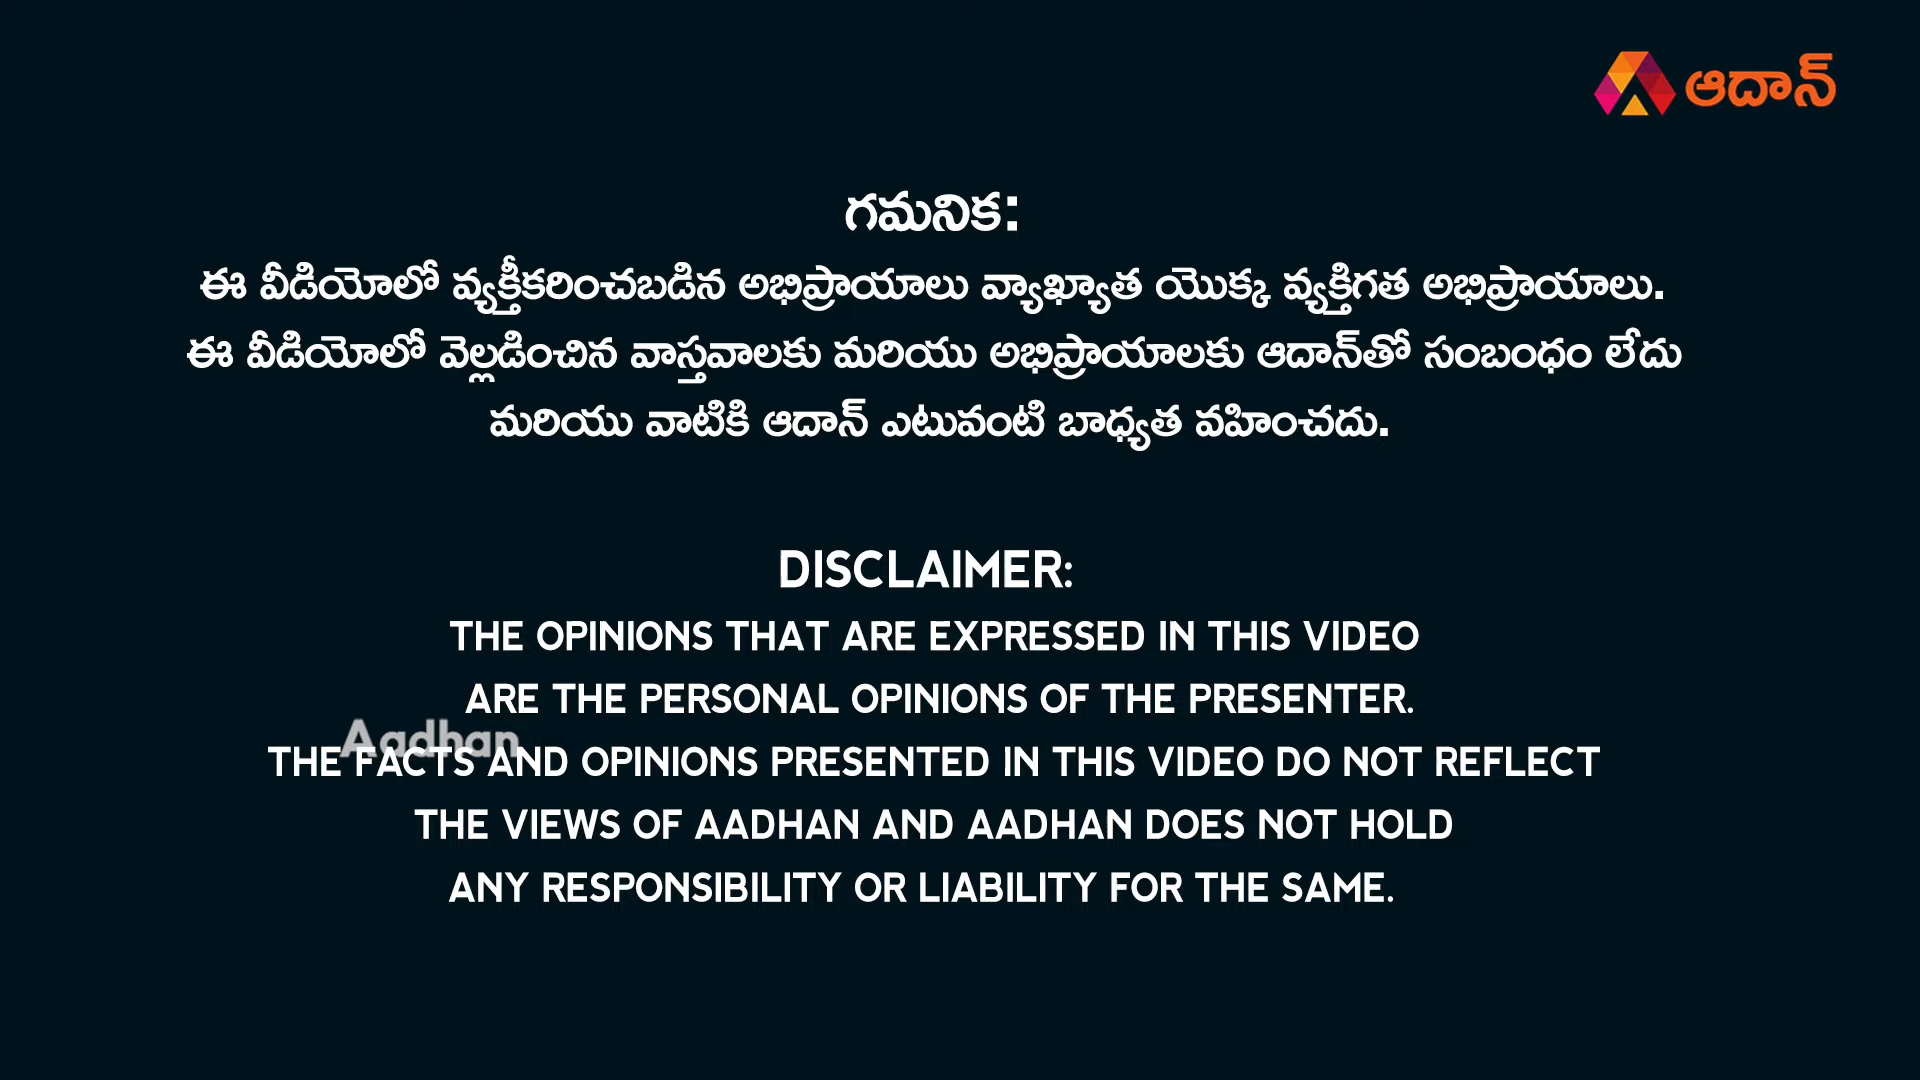 ఆదాన్
గమనిక:
ఈ వీడియోలో వ్యక్తీకరించబడిన అభిప్రాయాలు వ్యాఖ్యాత యొక్క వ్యక్తిగత అభిప్రాయాలు.
ఈ వీడియోలో వెల్లడించిన వాస్తవాలకు మరియు అభిప్రాయాలకు ఆదాన్‌తో సంబంధం లేదు
మరియు వాటికి ఆదాన్ ఎటువంటి బాధ్యత వహించదు.
DISCLAIMER:
THE OPINIONS THAT ARE EXPRESSED IN THIS VIDEO
ARE THE PERSONAL OPINIONS OF THE PRESENTER.
Aadhan
THE FACTS AND OPINIONS PRESENTED IN THIS VIDEO DO NOT REFLECT
THE VIEWS OF AADHAN AND AADHAN DOES NOT HOLD
ANY RESPONSIBILITY OR LIABILITY FOR THE SAME.